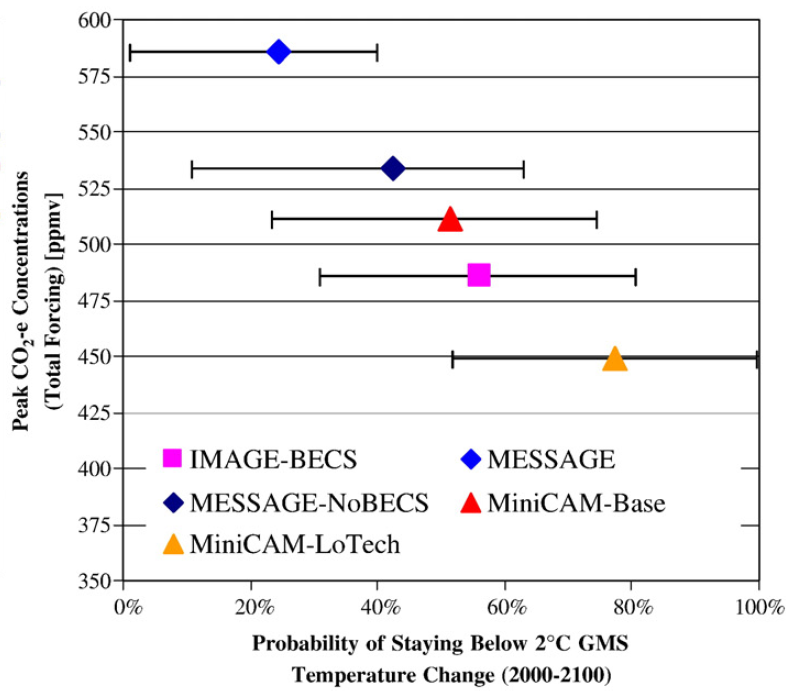 600
575
550
525
500
475
450
425
400
375
350
Peak CO₂-e Concentrations
(Total Forcing) [ppmv]
IMAGE-BECS
MESSAGE
MESSAGE-NoBECS
MiniCAM-Base
MiniCAM-LoTech
0% 20% 40% 60% 80% 100%
Probability of Staying Below 2°C GMS
Temperature Change (2000-2100)